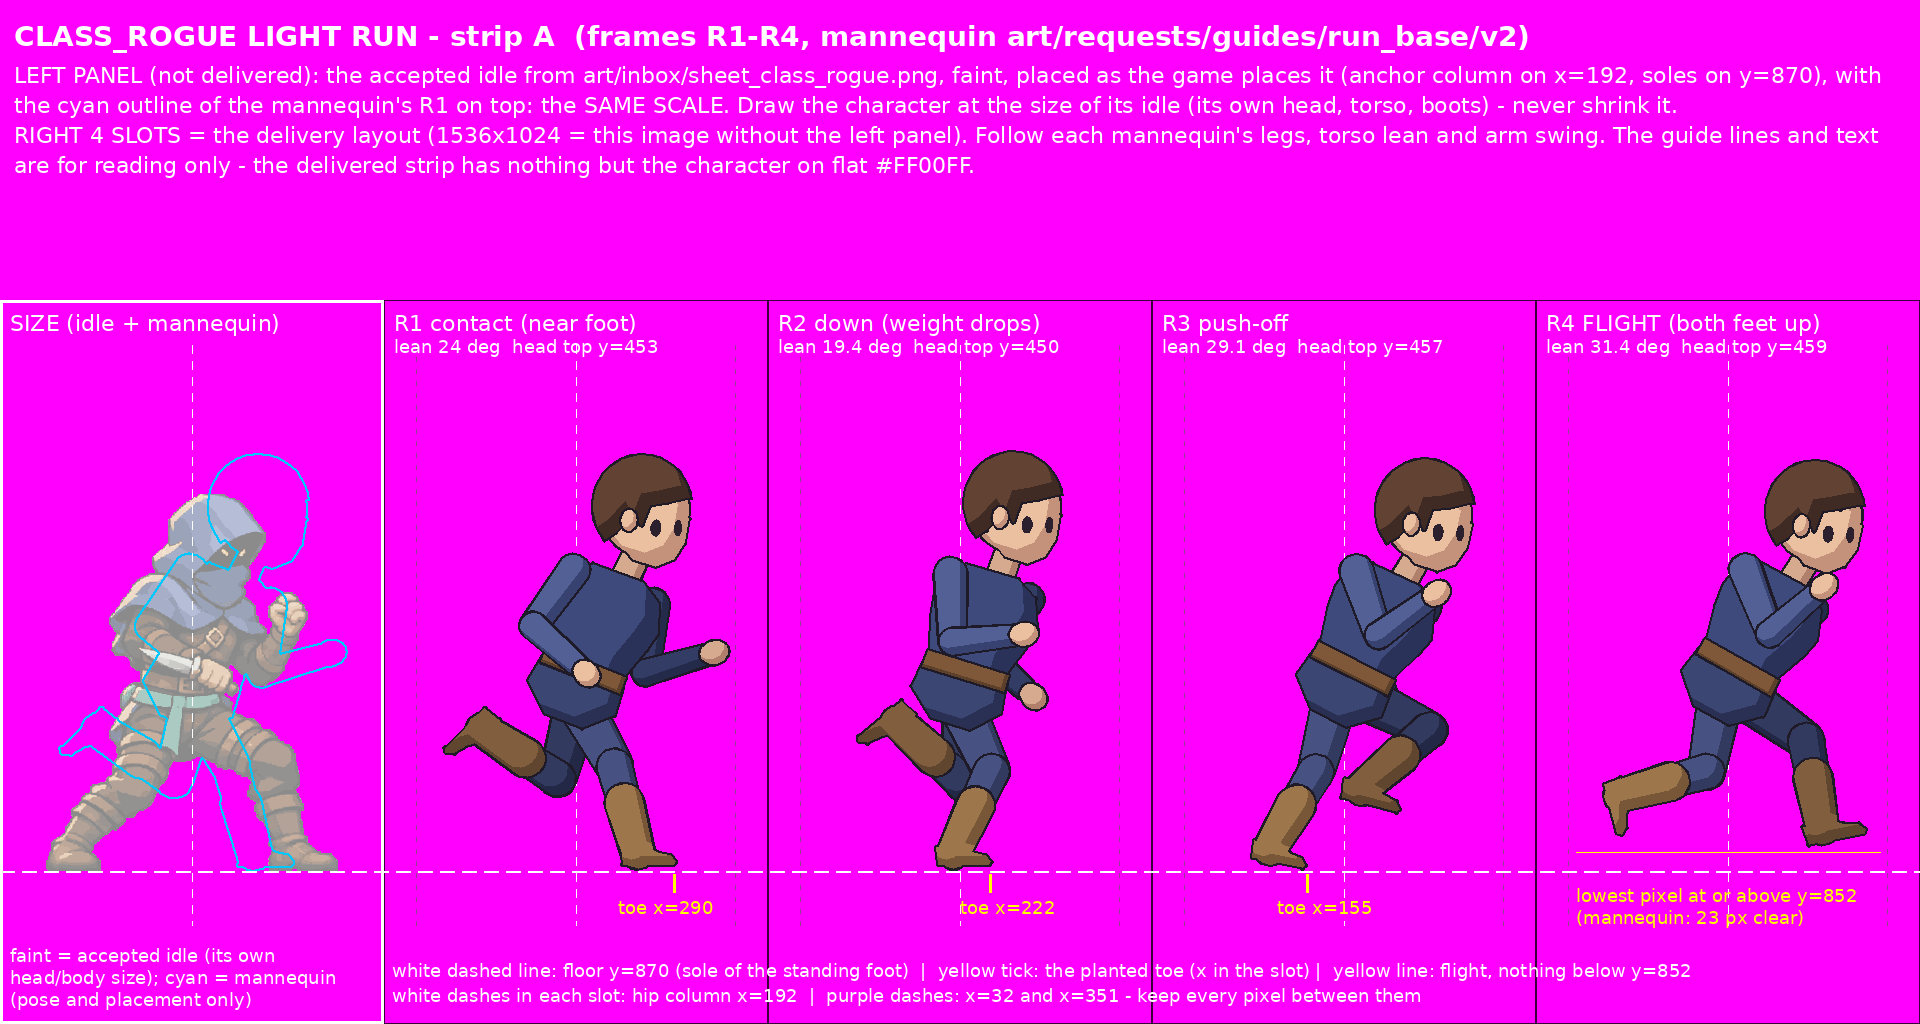 CLASS_ROGUE LIGHT RUN - strip A  (frames R1-R4, mannequin art/requests/guides/run_base/v2)
LEFT PANEL (not delivered): the accepted idle from art/inbox/sheet_class_rogue.png, faint, placed as the game places it (anchor column on x=192, soles on y=870), with
the cyan outline of the mannequin's R1 on top: the SAME SCALE. Draw the character at the size of its idle (its own head, torso, boots) - never shrink it.
RIGHT 4 SLOTS = the delivery layout (1536x1024 = this image without the left panel). Follow each mannequin's legs, torso lean and arm swing. The guide lines and text
are for reading only - the delivered strip has nothing but the character on flat #FF00FF.
SIZE (idle + mannequin)
R1 contact (near foot)
lean 24 deg  head top y=453
R2 down (weight drops)
lean 19.4 deg  head top y=450
R3 push-off
lean 29.1 deg  head top y=457
R4 FLIGHT (both feet up)
lean 31.4 deg  head top y=459
toe x=290
toe x=222
toe x=155
lowest pixel at or above y=852
(mannequin: 23 px clear)
faint = accepted idle (its own
head/body size); cyan = mannequin
(pose and placement only)
white dashed line: floor y=870 (sole of the standing foot)  |  yellow tick: the planted toe (x in the slot) |  yellow line: flight, nothing below y=852
white dashes in each slot: hip column x=192  |  purple dashes: x=32 and x=351 - keep every pixel between them